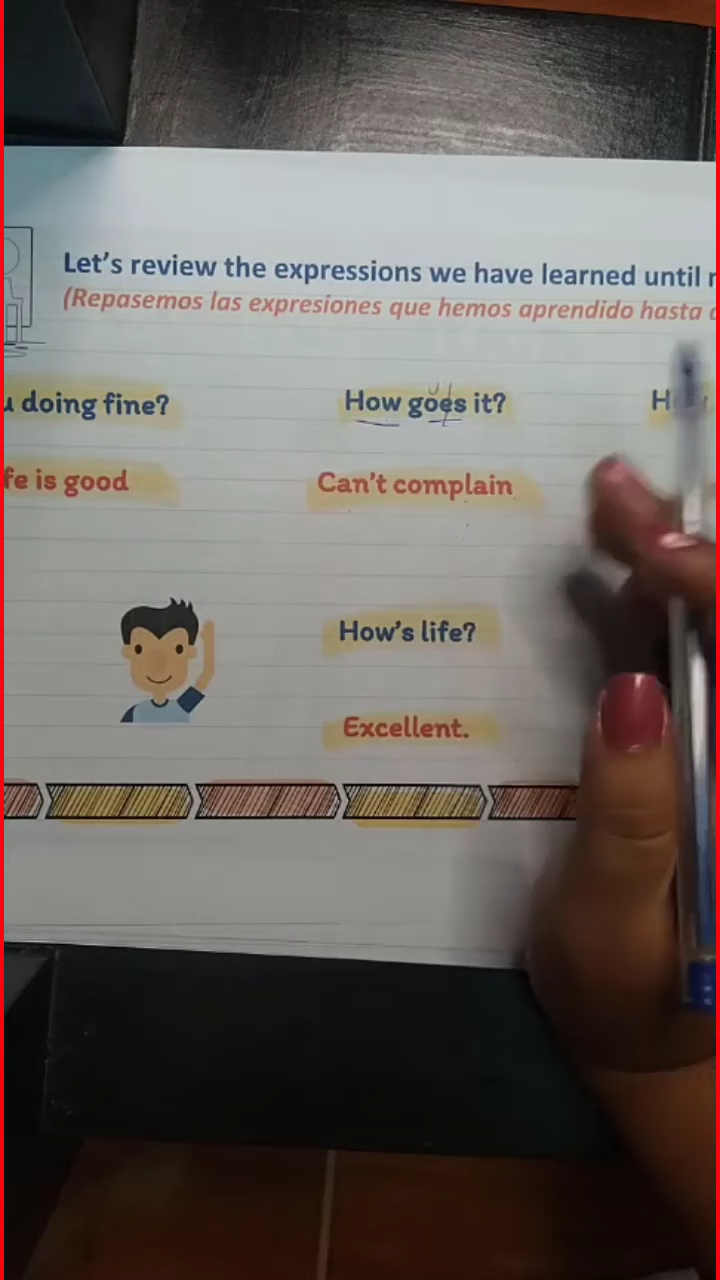 Let's review the expressions we have learned until
(Repasemos las expresiones que hemos aprendido hasta
doing fine? How goes it?
is good Can't complain
How's life?
Excellent.